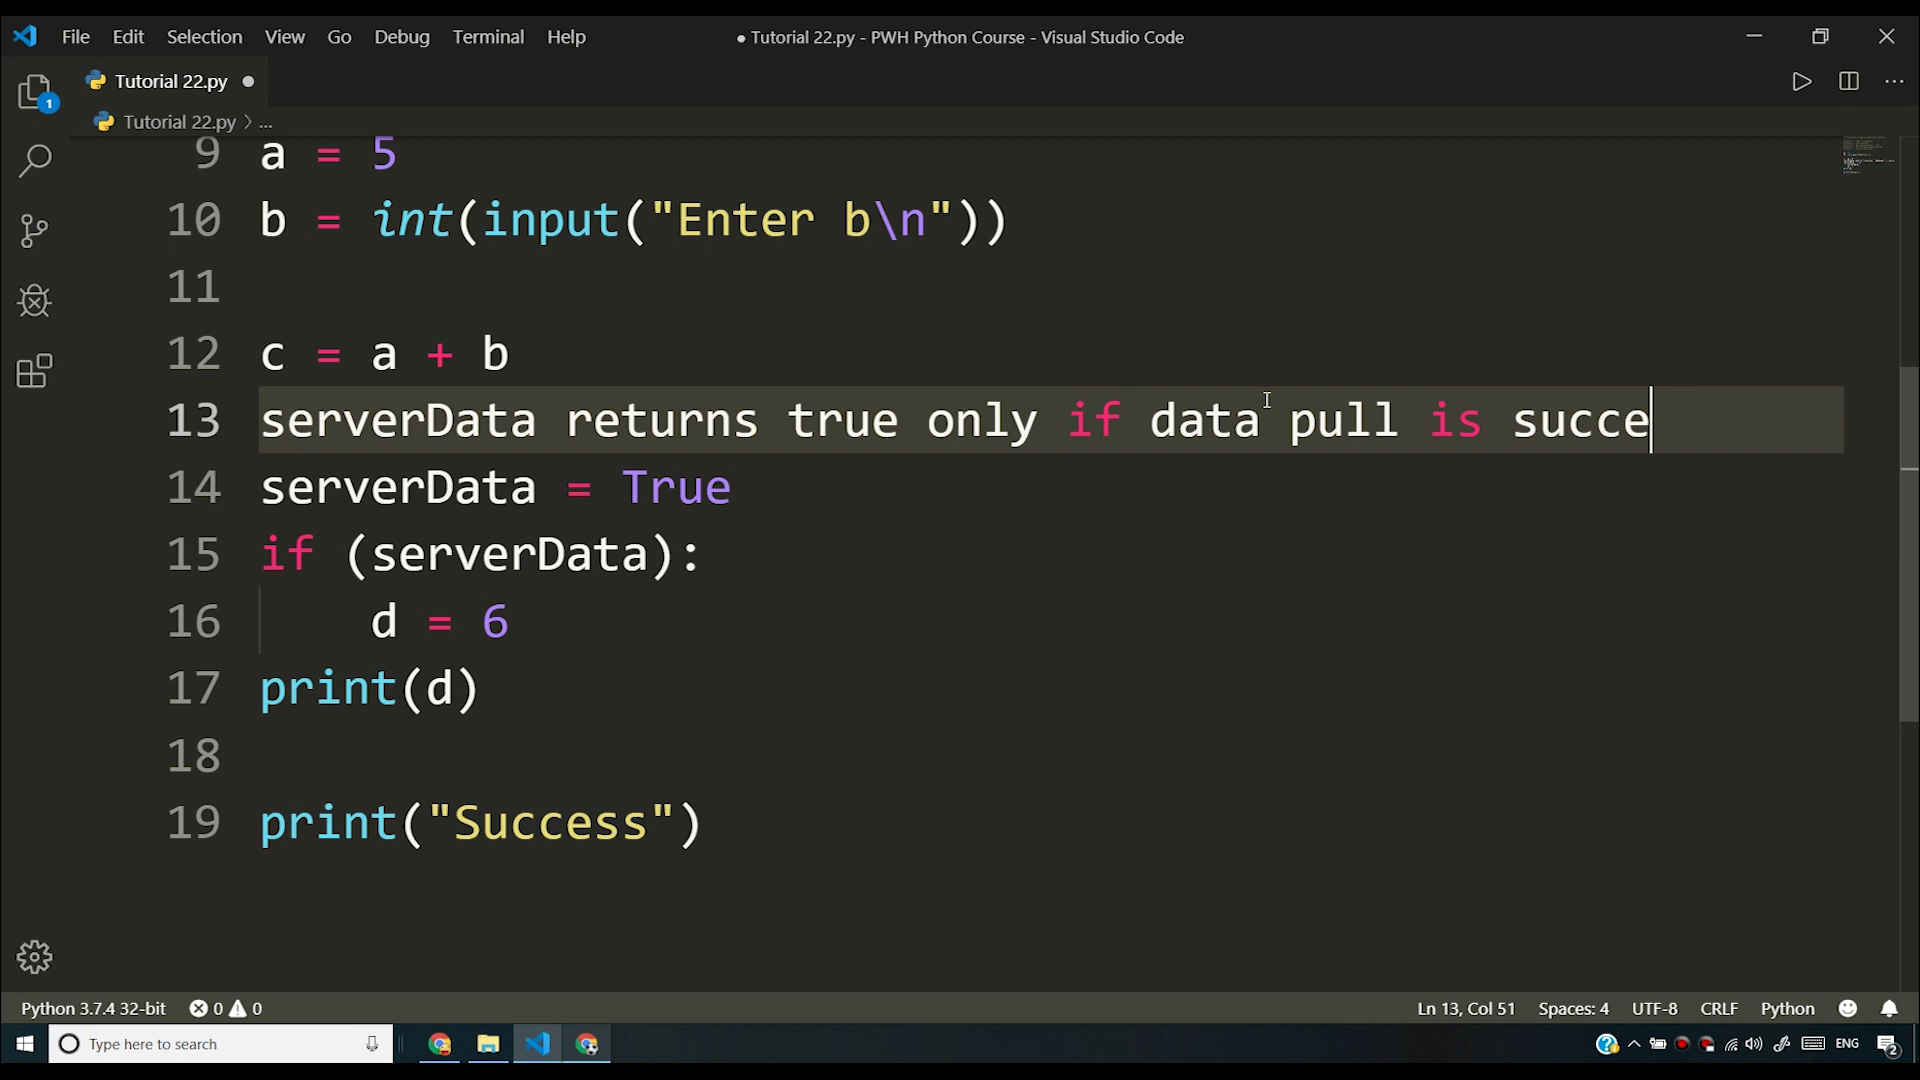 File Edit Selection View Go Debug Terminal Help ● Tutorial 22.py - PWH Python Course - Visual Studio Code
Tutorial 22.py ●
1
Tutorial 22.py > ...
9 a = 5
10 b = int(input("Enter b\n"))
11
12 c = a + b
13 serverData returns true only if data pull is succe
14 serverData = True
15 if (serverData):
16     d = 6
17 print(d)
18
19 print("Success")
Python 3.7.4 32-bit 0 0 Ln 13, Col 51 Spaces: 4 UTF-8 CRLF Python
Type here to search ENG 2